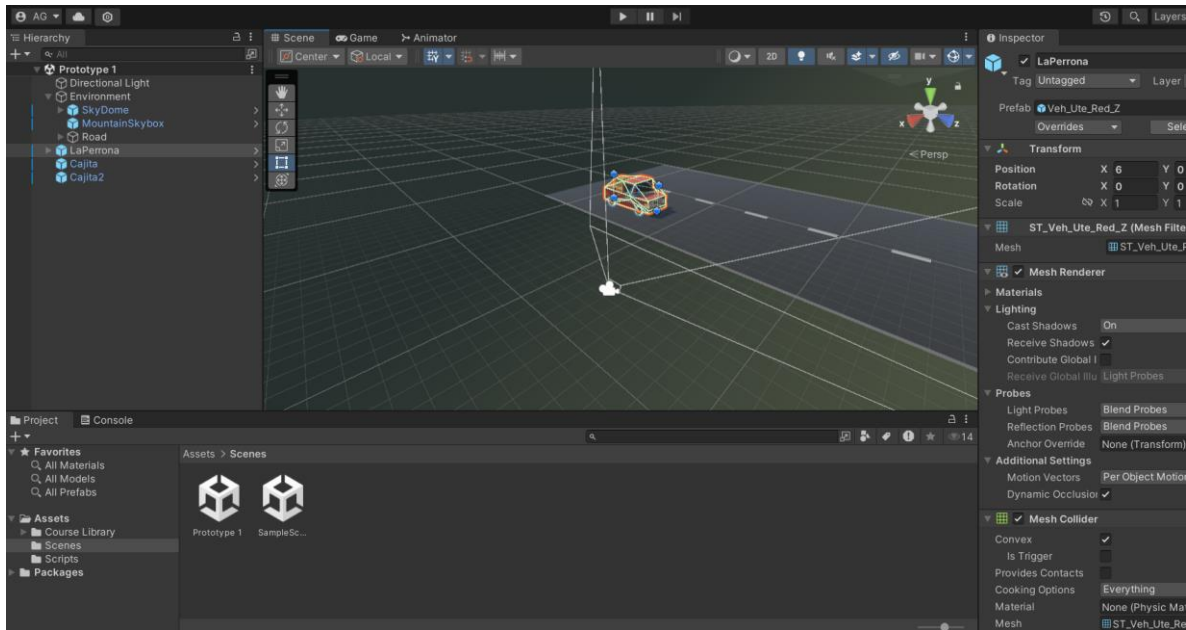 AG
Layers
Hierarchy
All
Prototype 1
Directional Light
Environment
SkyDome
MountainSkybox
Road
LaPerrona
Cajita
Cajita2
Scene
Game
Animator
Center
Local
2D
y
x
z
Persp
Inspector
LaPerrona
Tag Untagged Layer
Prefab Veh_Ute_Red_Z
Overrides Sele
Transform
Position X 6 Y 0
Rotation X 0 Y 0
Scale X 1 Y 1
ST_Veh_Ute_Red_Z (Mesh Filte
Mesh ST_Veh_Ute_R
Mesh Renderer
Materials
Lighting
Cast Shadows On
Receive Shadows
Contribute Global I
Receive Global Illu Light Probes
Probes
Light Probes Blend Probes
Reflection Probes Blend Probes
Anchor Override None (Transform)
Additional Settings
Motion Vectors Per Object Motion
Dynamic Occlusion
Mesh Collider
Convex
Is Trigger
Provides Contacts
Cooking Options Everything
Material None (Physic Mat
Mesh ST_Veh_Ute_Re
Project
Console
14
Favorites
All Materials
All Models
All Prefabs
Assets
Course Library
Scenes
Scripts
Packages
Assets > Scenes
Prototype 1
SampleSc...